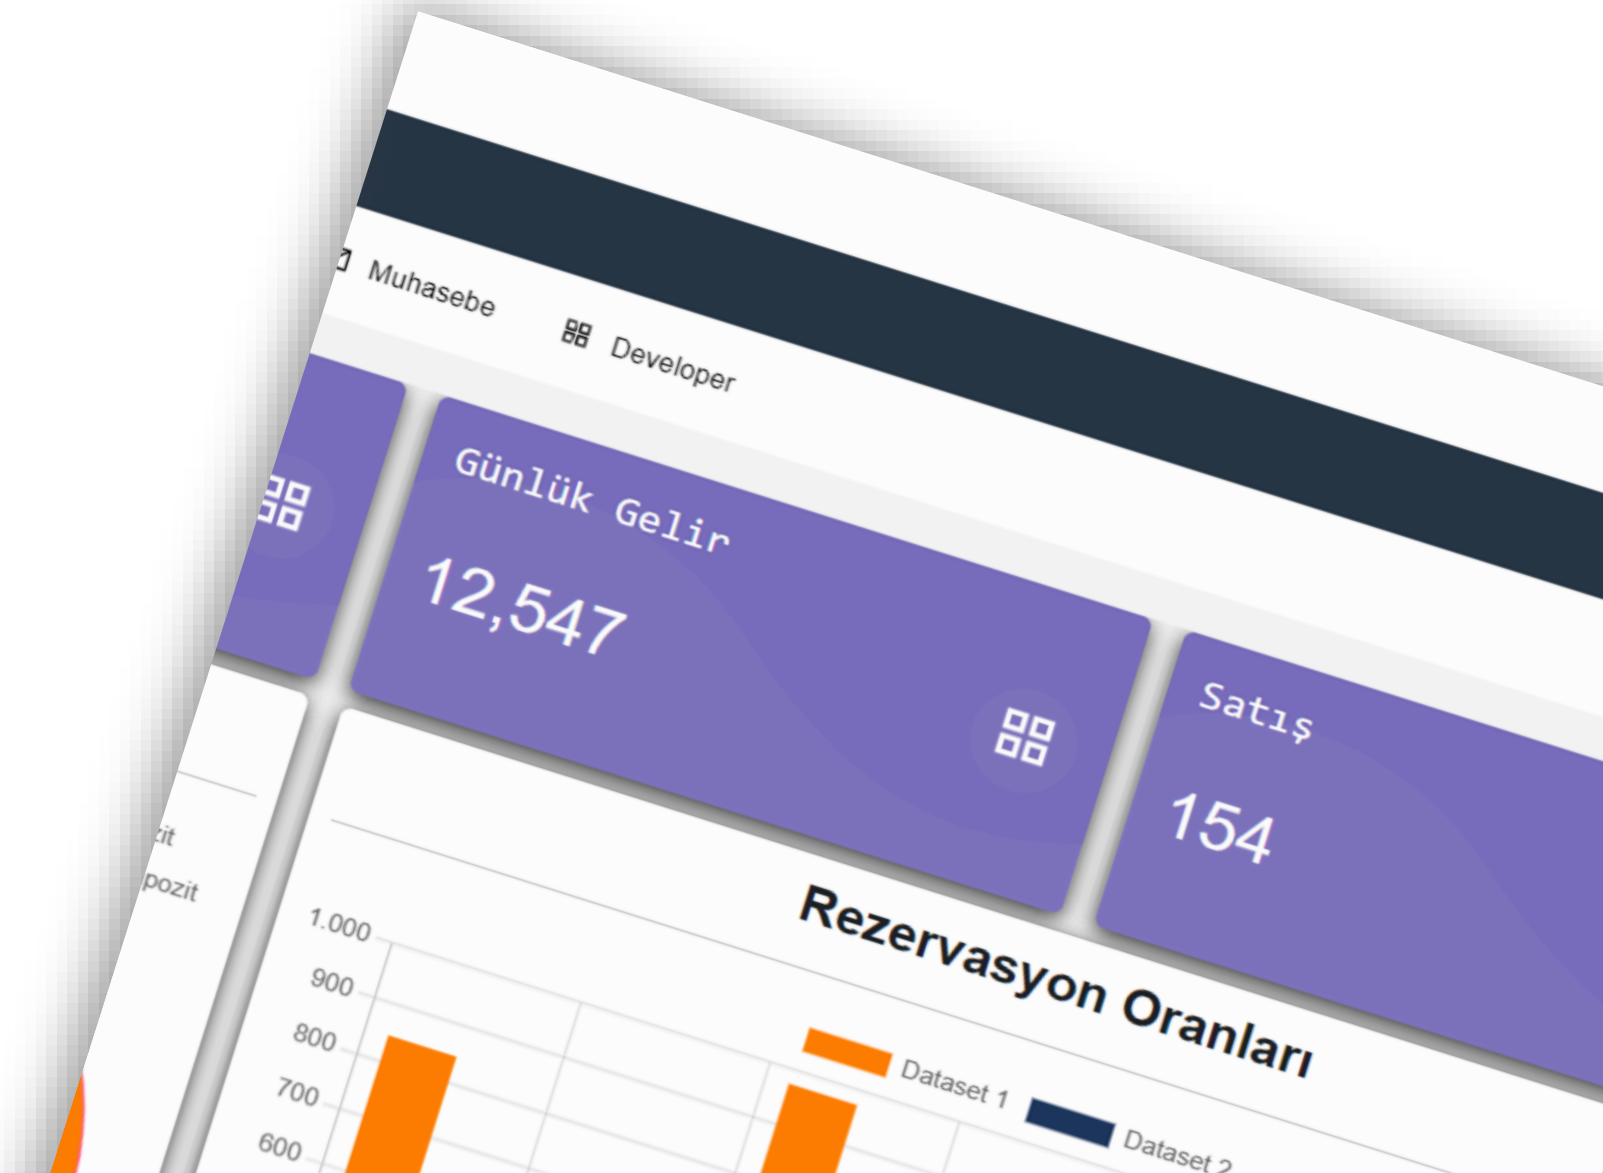 Muhasebe
Developer
Günlük Gelir
12,547
Satış
154
Rezervasyon Oranları
Dataset 1
Dataset 2
1.000
900
800
700
600